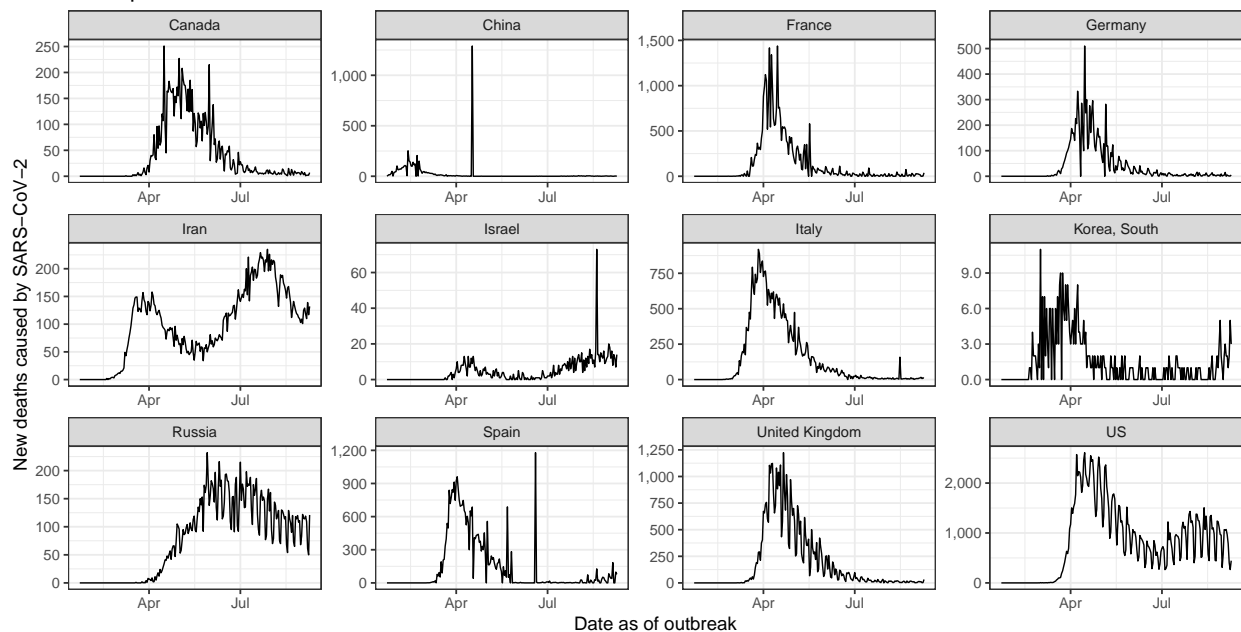 Canada
China
France
Germany
250
200
150
100
50
0
Apr
Jul
1,000
500
0
Apr
Jul
1,500
1,000
500
0
Apr
Jul
500
400
300
200
100
0
Apr
Jul
Iran
Israel
Italy
Korea, South
200
150
100
50
0
Apr
Jul
60
40
20
0
Apr
Jul
750
500
250
0
Apr
Jul
9.0
6.0
3.0
0.0
Apr
Jul
Russia
Spain
United Kingdom
US
200
150
100
50
0
Apr
Jul
1,200
900
600
300
0
Apr
Jul
1,250
1,000
750
500
250
0
Apr
Jul
2,000
1,000
0
Apr
Jul
New deaths caused by SARS−CoV−2
Date as of outbreak